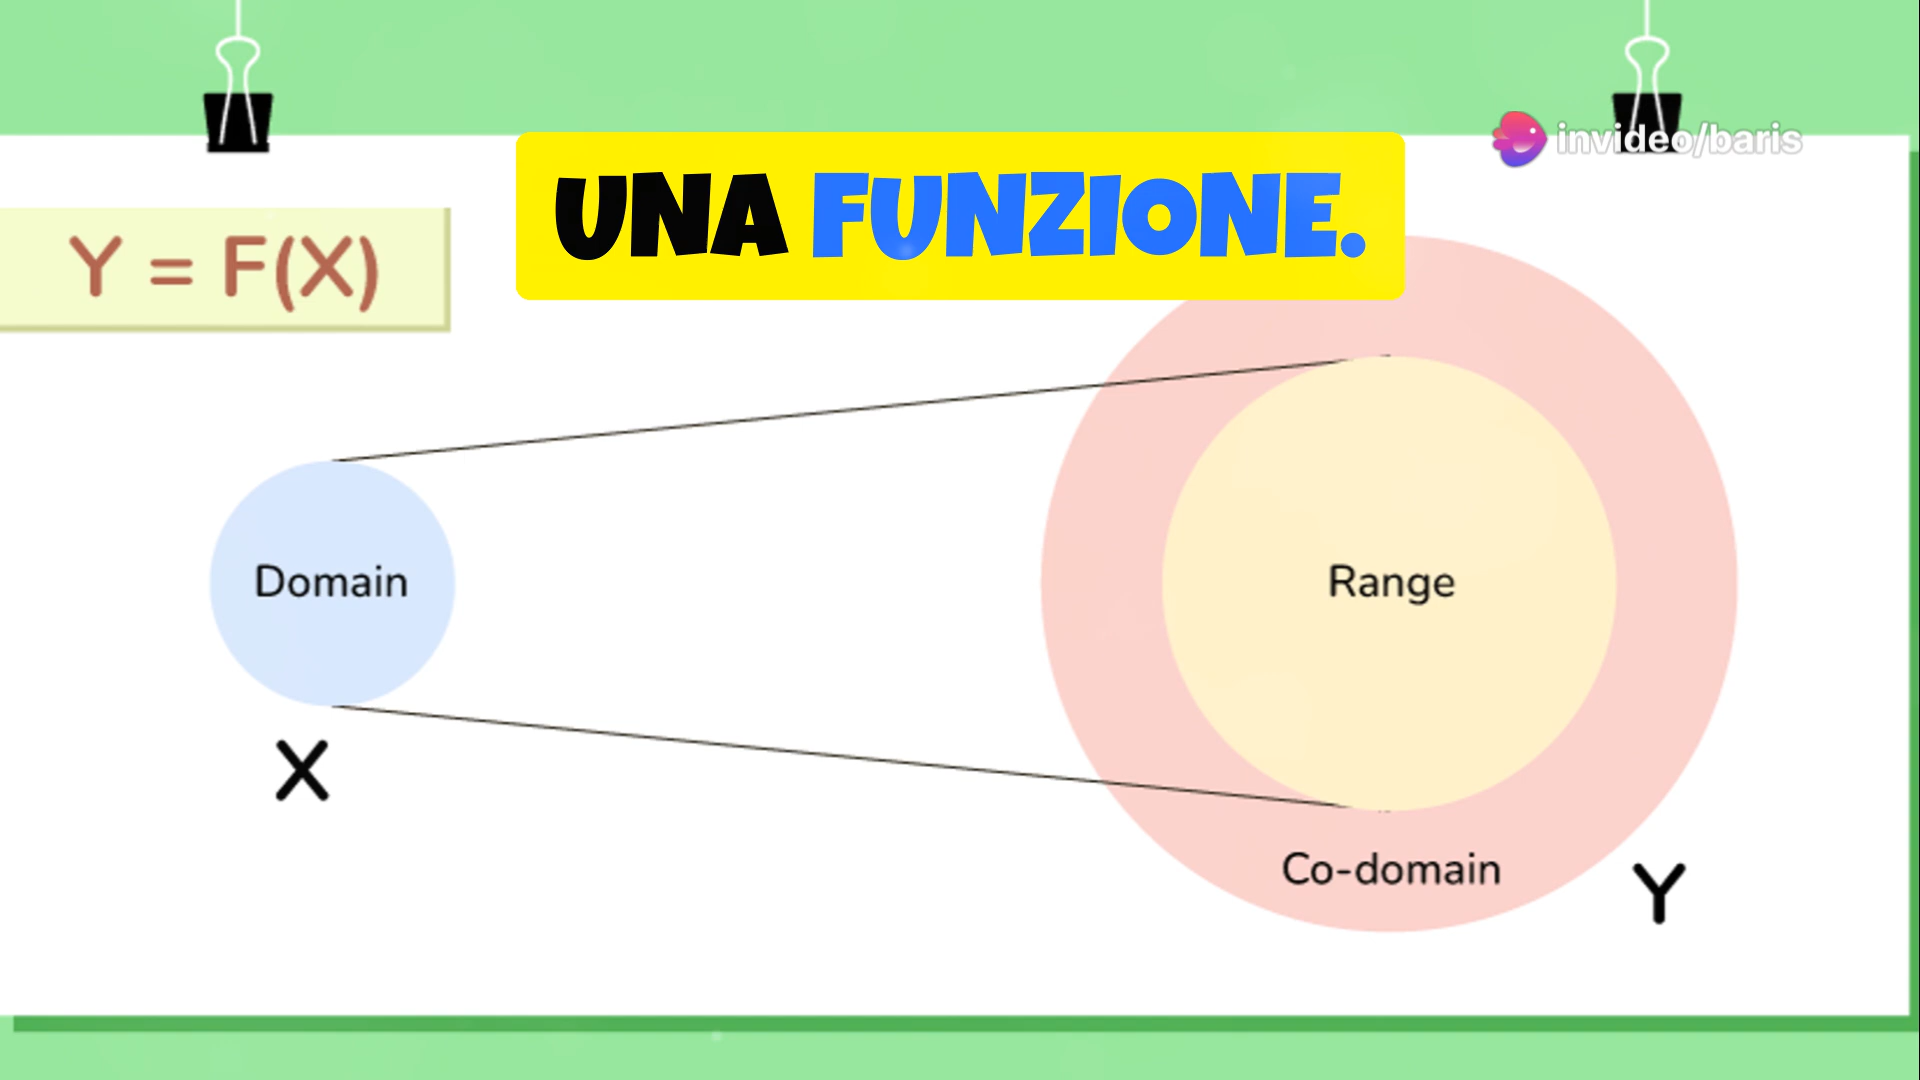 invideo/baris
UNA FUNZIONE.
Y = F(X)
Domain
Range
X
Co-domain
Y